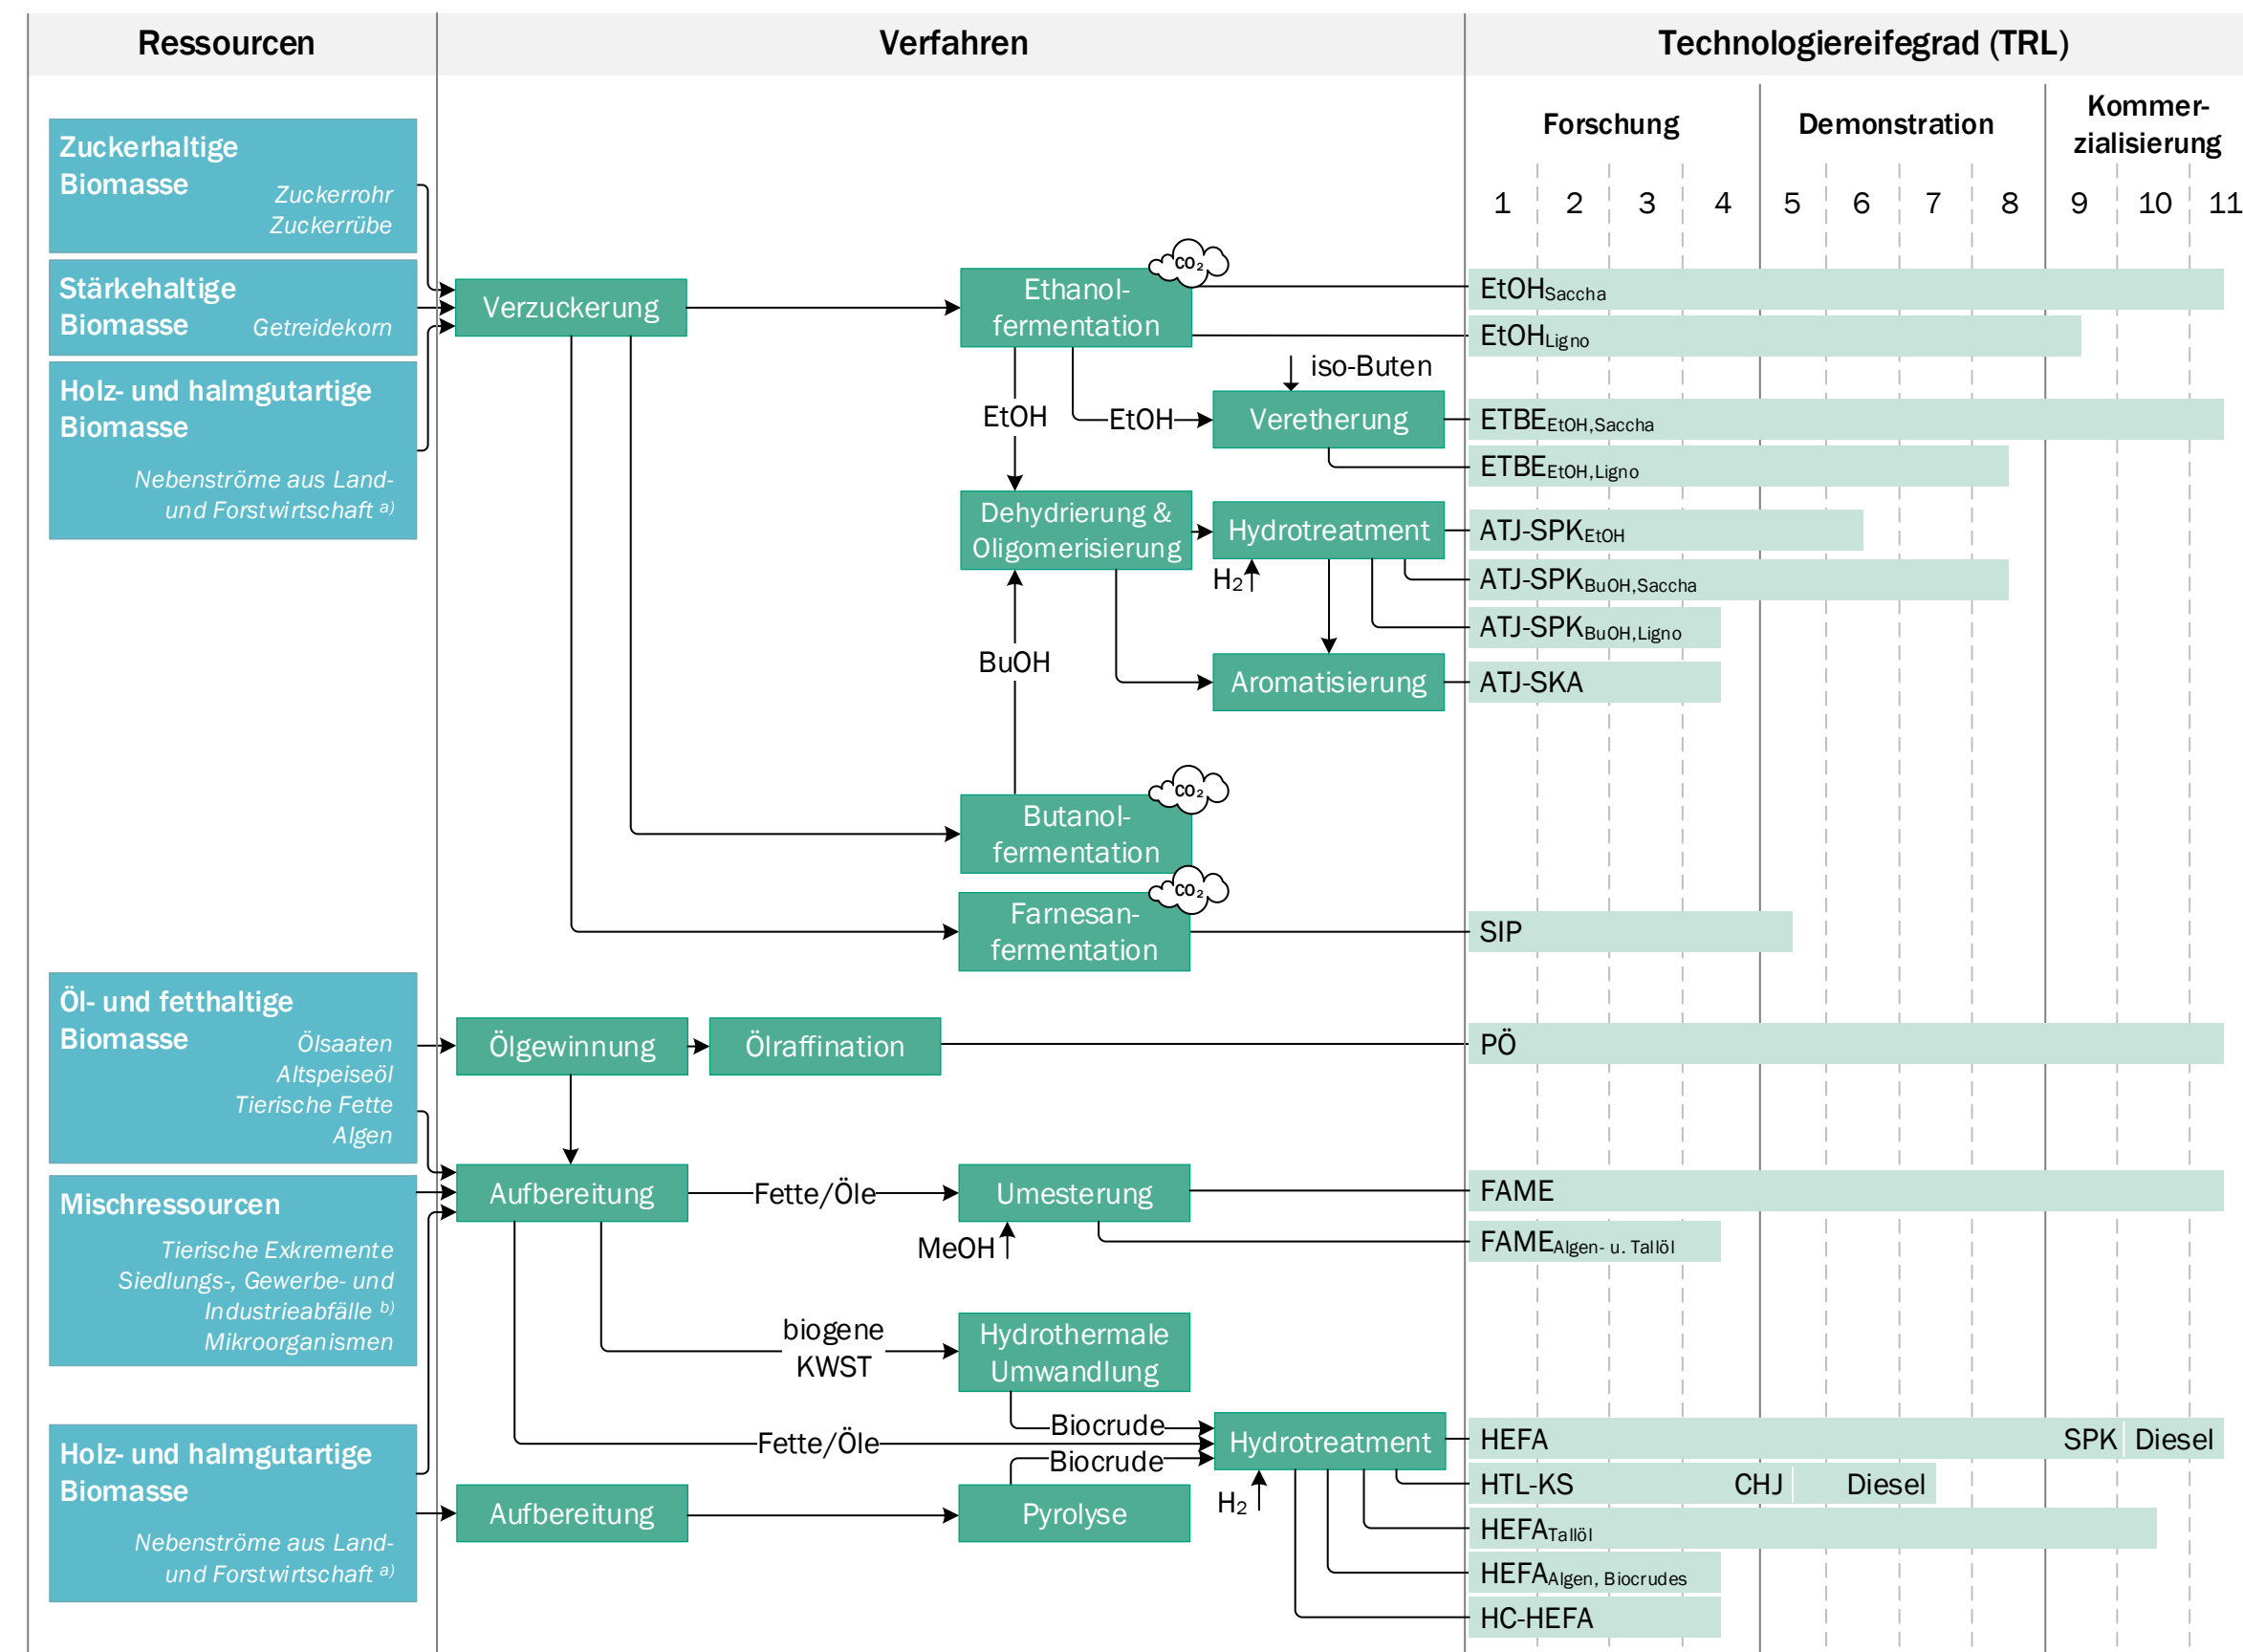 Ressourcen
Verfahren
Technologiereifegrad (TRL)
Forschung
Demonstration
Kommer-
zialisierung
1 2 3 4 5 6 7 8 9 10 11
Zuckerhaltige
Biomasse
Zuckerrohr
Zuckerrübe
Stärkehaltige
Biomasse
Getreidekorn
Holz- und halmgutartige
Biomasse
Nebenströme aus Land-
und Forstwirtschaft a)
Verzuckerung
Ethanol-
fermentation
CO2
EtOH
EtOH
iso-Buten
Veretherung
Dehydrierung &
Oligomerisierung
Hydrotreatment
H2
Aromatisierung
BuOH
Butanol-
fermentation
CO2
Farnesan-
fermentation
CO2
EtOHSaccha
EtOHLigno
ETBEEtOH,Saccha
ETBEEtOH,Ligno
ATJ-SPKEtOH
ATJ-SPKBuOH,Saccha
ATJ-SPKBuOH,Ligno
ATJ-SKA
SIP
Öl- und fetthaltige
Biomasse
Ölsaaten
Altspeiseöl
Tierische Fette
Algen
Ölgewinnung
Ölraffination
PÖ
Mischressourcen
Tierische Exkremente
Siedlungs-, Gewerbe- und
Industrieabfälle b)
Mikroorganismen
Aufbereitung
Fette/Öle
Umesterung
MeOH
FAME
FAMEAlgen- u. Tallöl
biogene
KWST
Hydrothermale
Umwandlung
Biocrude
Fette/Öle
Biocrude
Hydrotreatment
H2
Holz- und halmgutartige
Biomasse
Nebenströme aus Land-
und Forstwirtschaft a)
Aufbereitung
Pyrolyse
HEFA SPK Diesel
HTL-KS CHJ Diesel
HEFATallöl
HEFAAlgen, Biocrudes
HC-HEFA